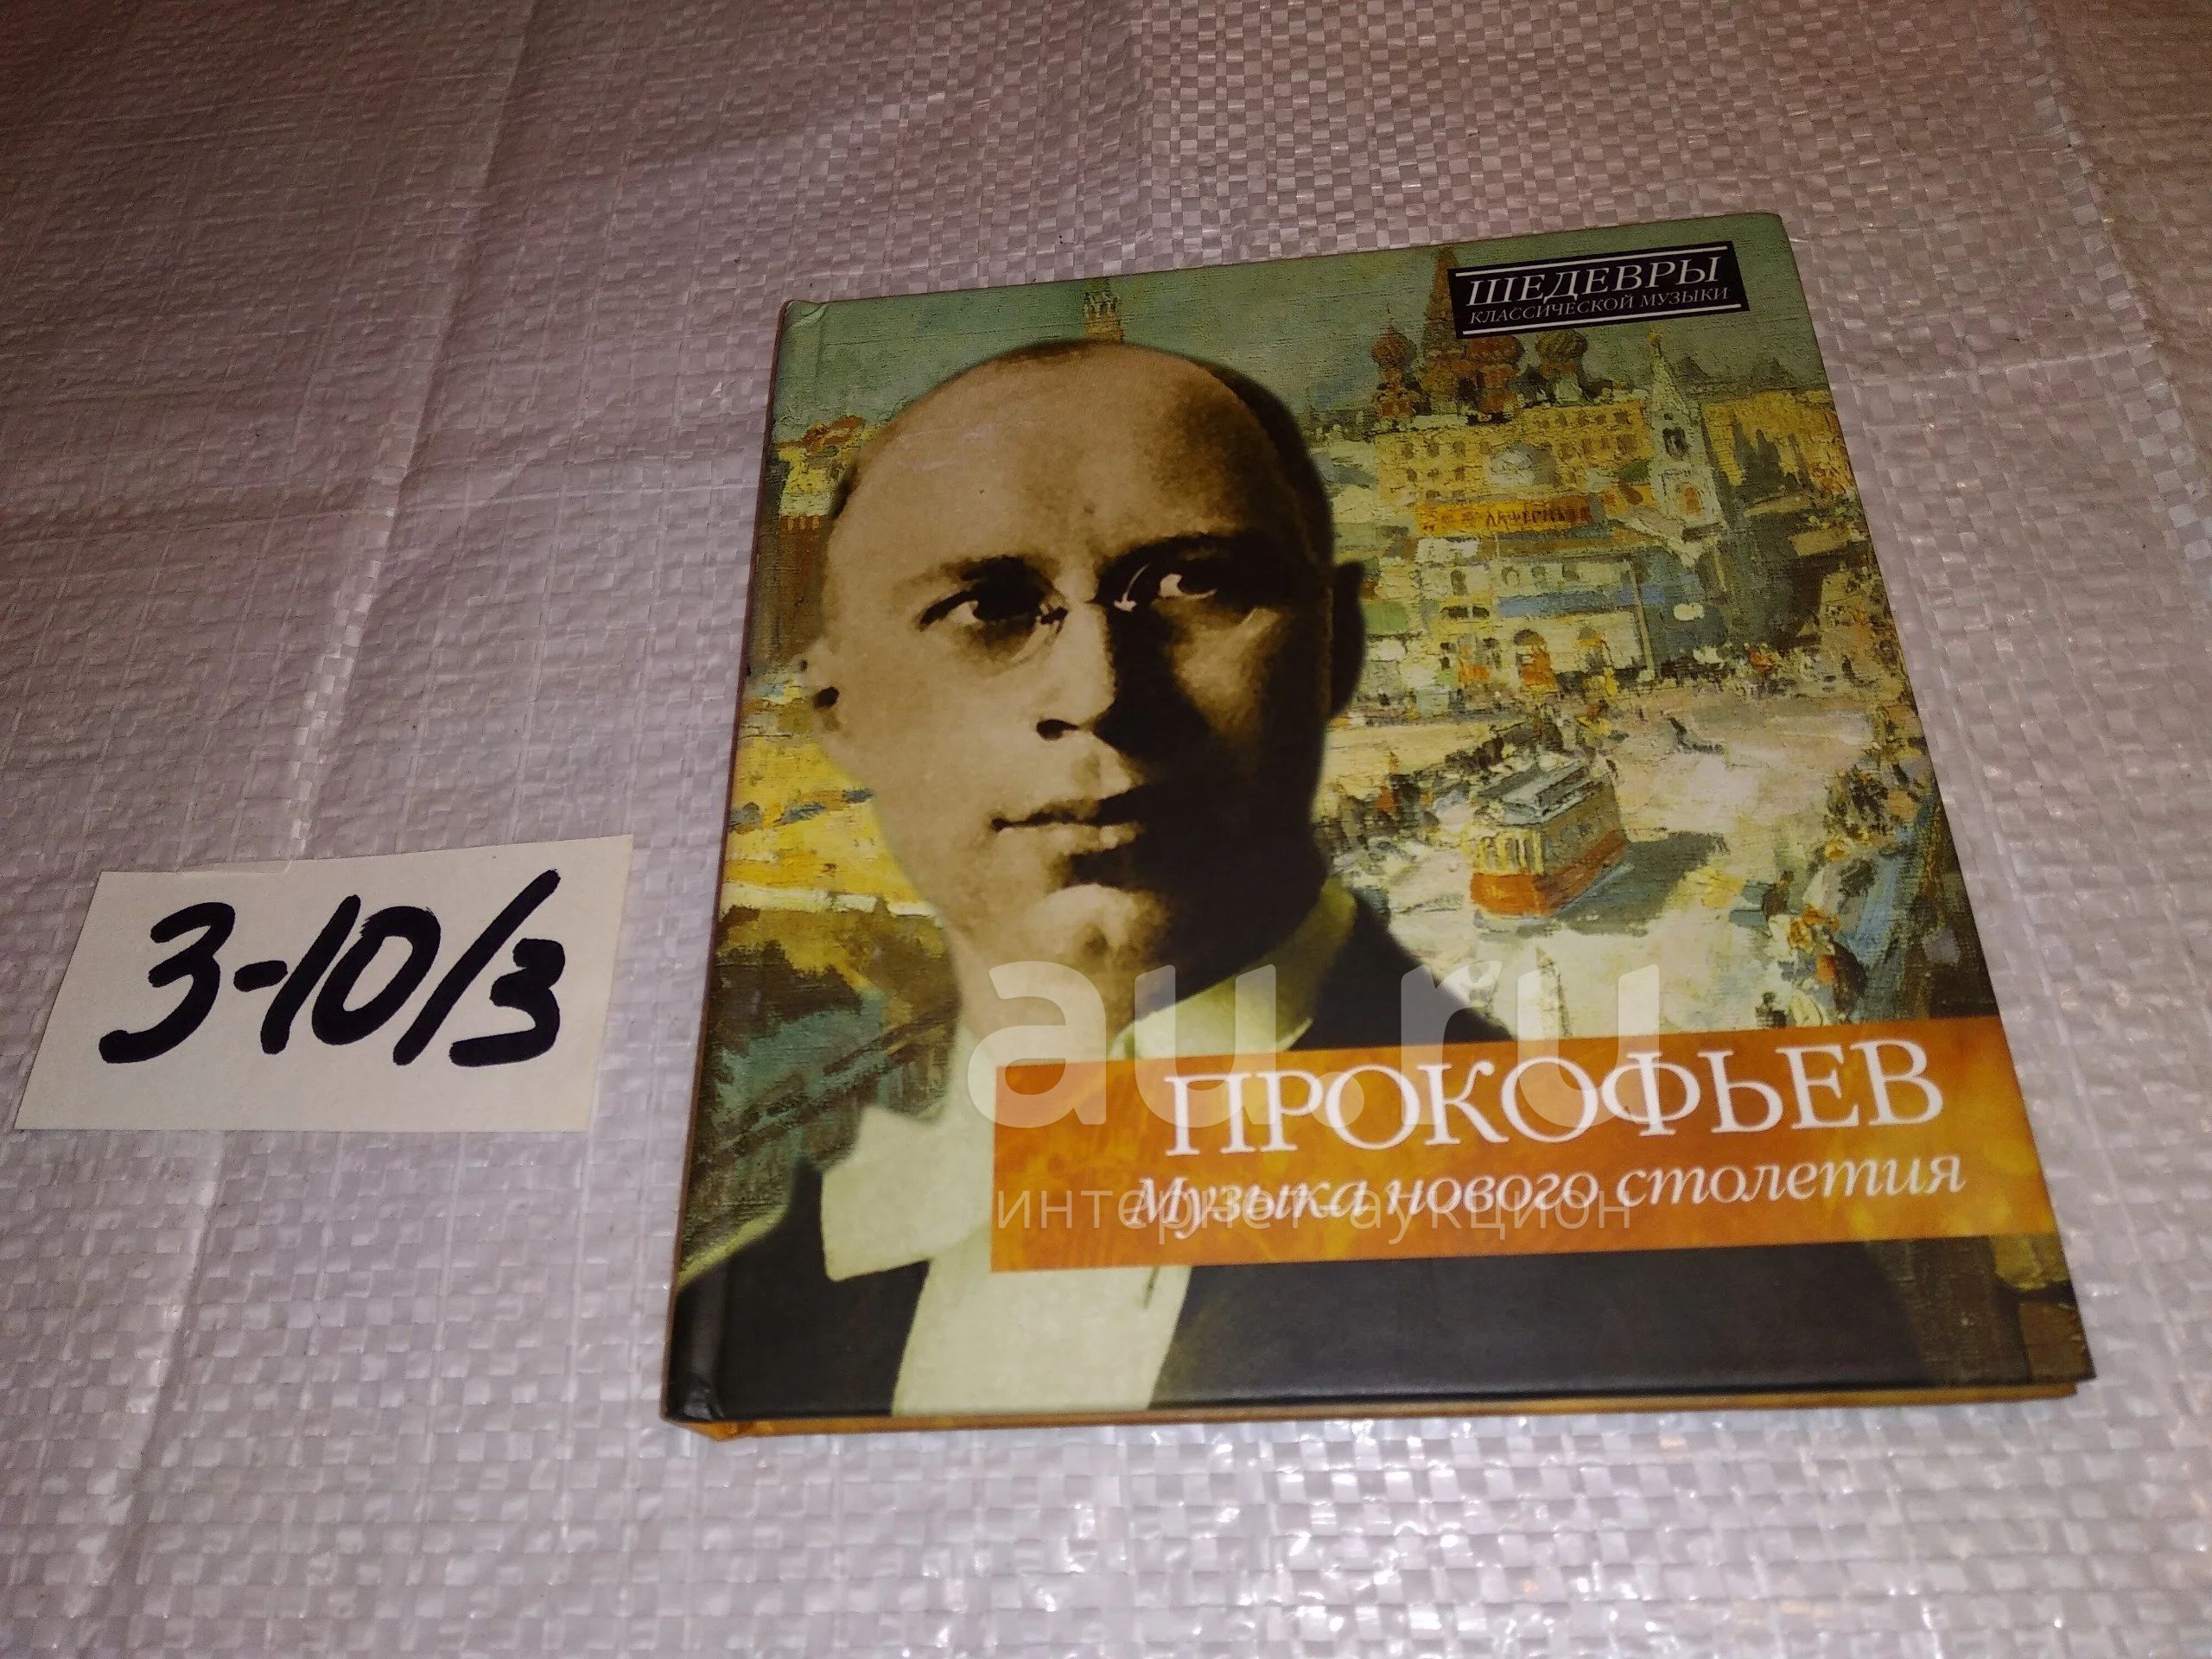 ШЕДЕВРЫ
КЛАССИЧЕСКОЙ МУЗЫКИ
3-10/3
au.ru
ПРОКОФЬЕВ
Музыка нового столетия
интернет аукцион